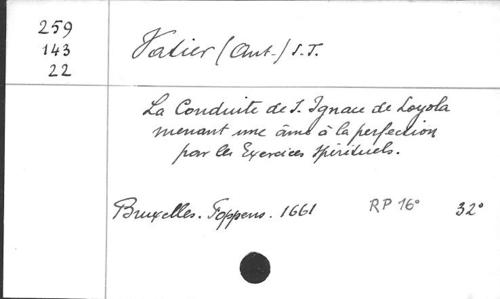 259
143
22
Vatier (Ant.) S.J.
La Conduite de S. Ignace de Loyola
menant une âme à la perfection
par les Exercices spirituels.
Bruxelles. Foppens. 1661 RP 16° 32°